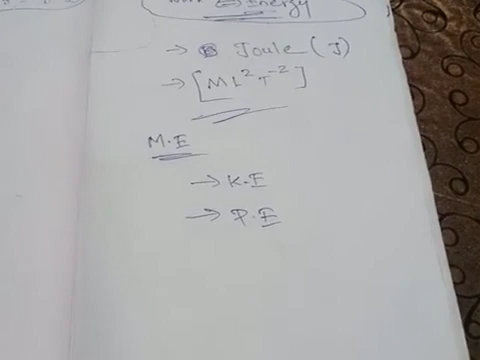 Energy
→ Joule (J)
→ [ML²T⁻²]
M.E
→ K.E
→ P.E